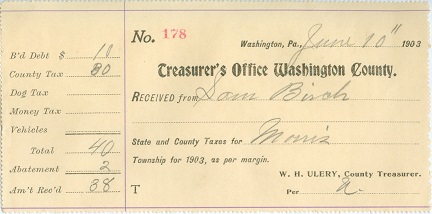 No. 178
Washington, Pa., June 10" 1903
Treasurer's Office Washington County.
RECEIVED from Sam Birch
State and County Taxes for Morris
Township for 1903, as per margin.
W. H. ULERY, County Treasurer.
Per U.
T
B'd Debt $ 10
County Tax 30
Dog Tax
Money Tax
Vehicles
Total 40
Abatement 2
Am't Rec'd 38